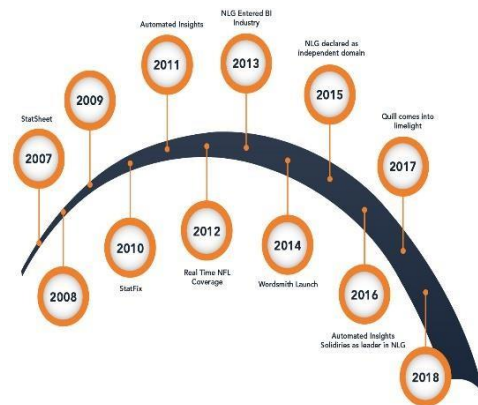 StatSheet
2007
2008
2009
2010
StatFix
Automated Insights
2011
2012
Real Time NFL
Coverage
NLG Entered BI
Industry
2013
2014
Wordsmith Launch
NLG declared as
independent domain
2015
2016
Automated Insights
Solidiries as leader in NLG
Quill comes into
limelight
2017
2018